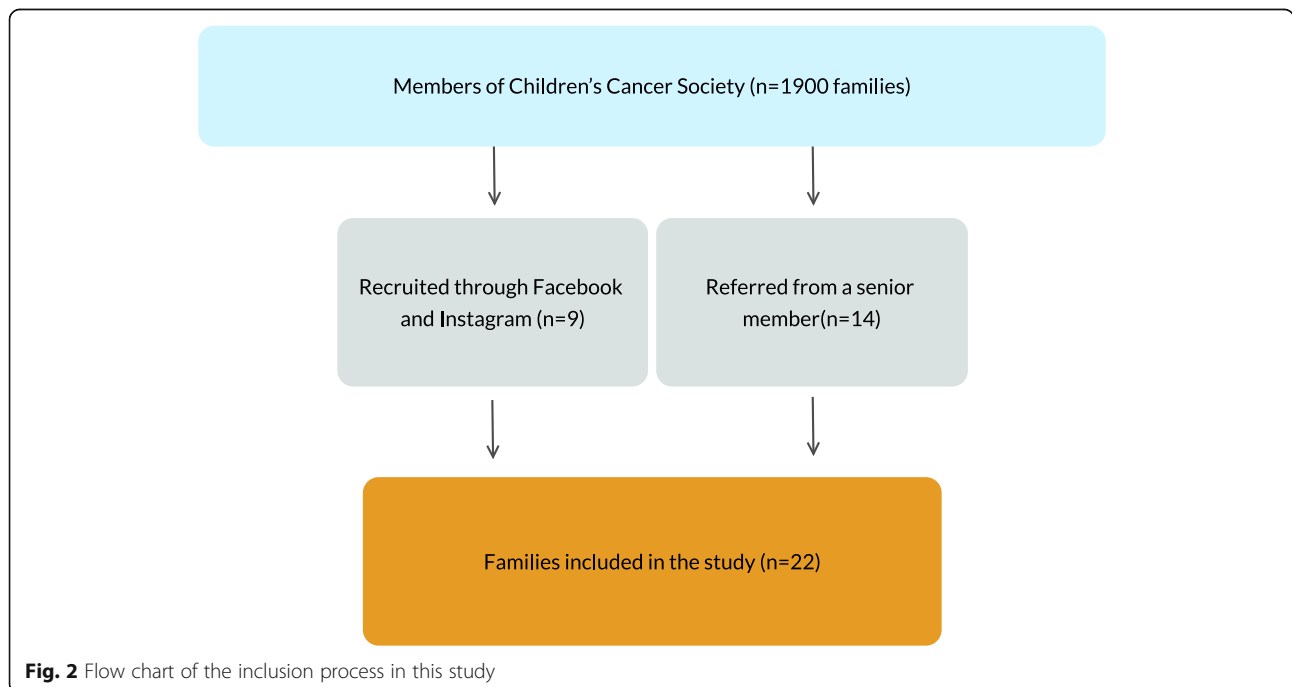 Members of Children's Cancer Society (n=1900 families)
Recruited through Facebook
and Instagram (n=9)
Referred from a senior
member(n=14)
Families included in the study (n=22)
Fig. 2 Flow chart of the inclusion process in this study